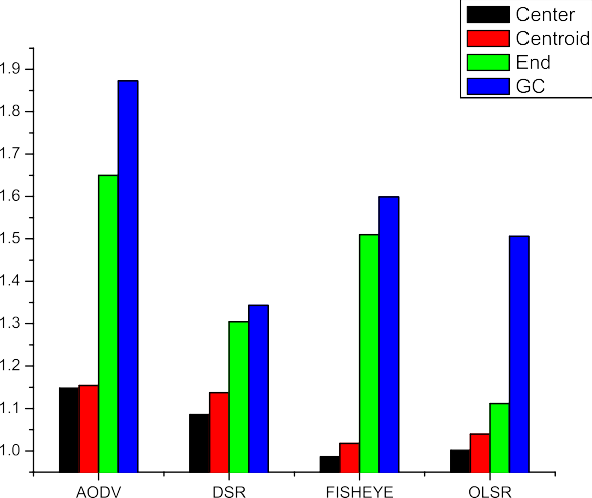 Center
Centroid
End
GC
1.9
1.8
1.7
1.6
1.5
1.4
1.3
1.2
1.1
1.0
AODV DSR FISHEYE OLSR